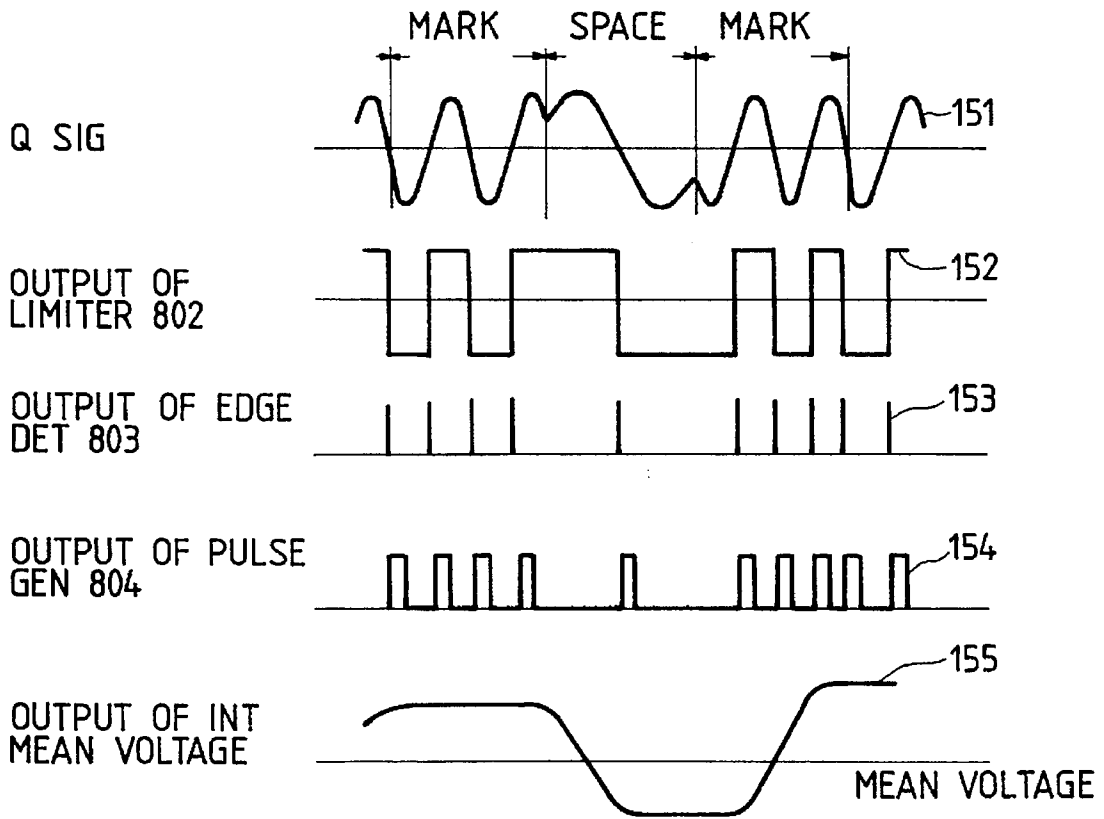 MARK SPACE MARK
Q SIG
151
OUTPUT OF
LIMITER 802
152
OUTPUT OF EDGE
DET 803
153
OUTPUT OF PULSE
GEN 804
154
OUTPUT OF INT
MEAN VOLTAGE
155
MEAN VOLTAGE